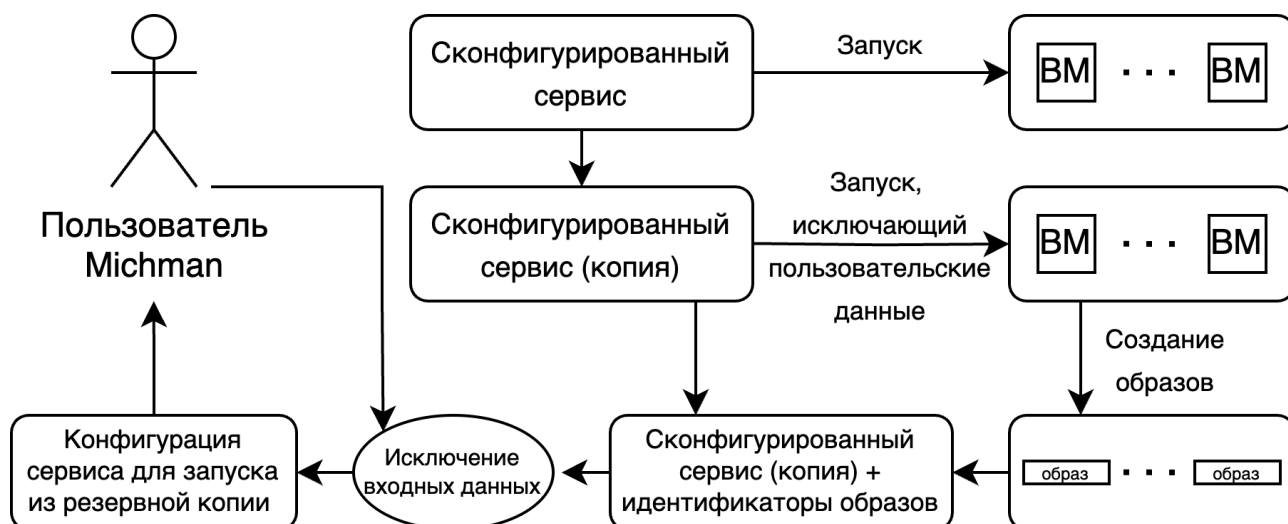 Сконфигурированный
сервис
Запуск
ВМ . . . ВМ
Пользователь
Michman
Сконфигурированный
сервис (копия)
Запуск,
исключающий
пользовательские
данные
ВМ . . . ВМ
Создание
образов
Конфигурация
сервиса для запуска
из резервной копии
Исключение
входных данных
Сконфигурированный
сервис (копия) +
идентификаторы образов
образ . . . образ